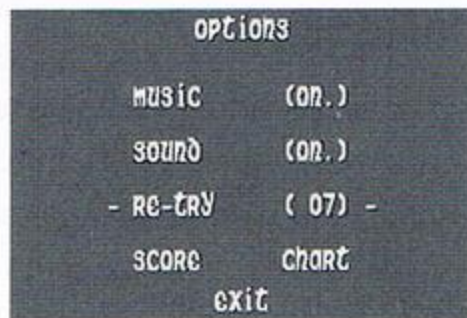 options
music (on.)
sound (on.)
- re-try ( 07) -
score chart
exit